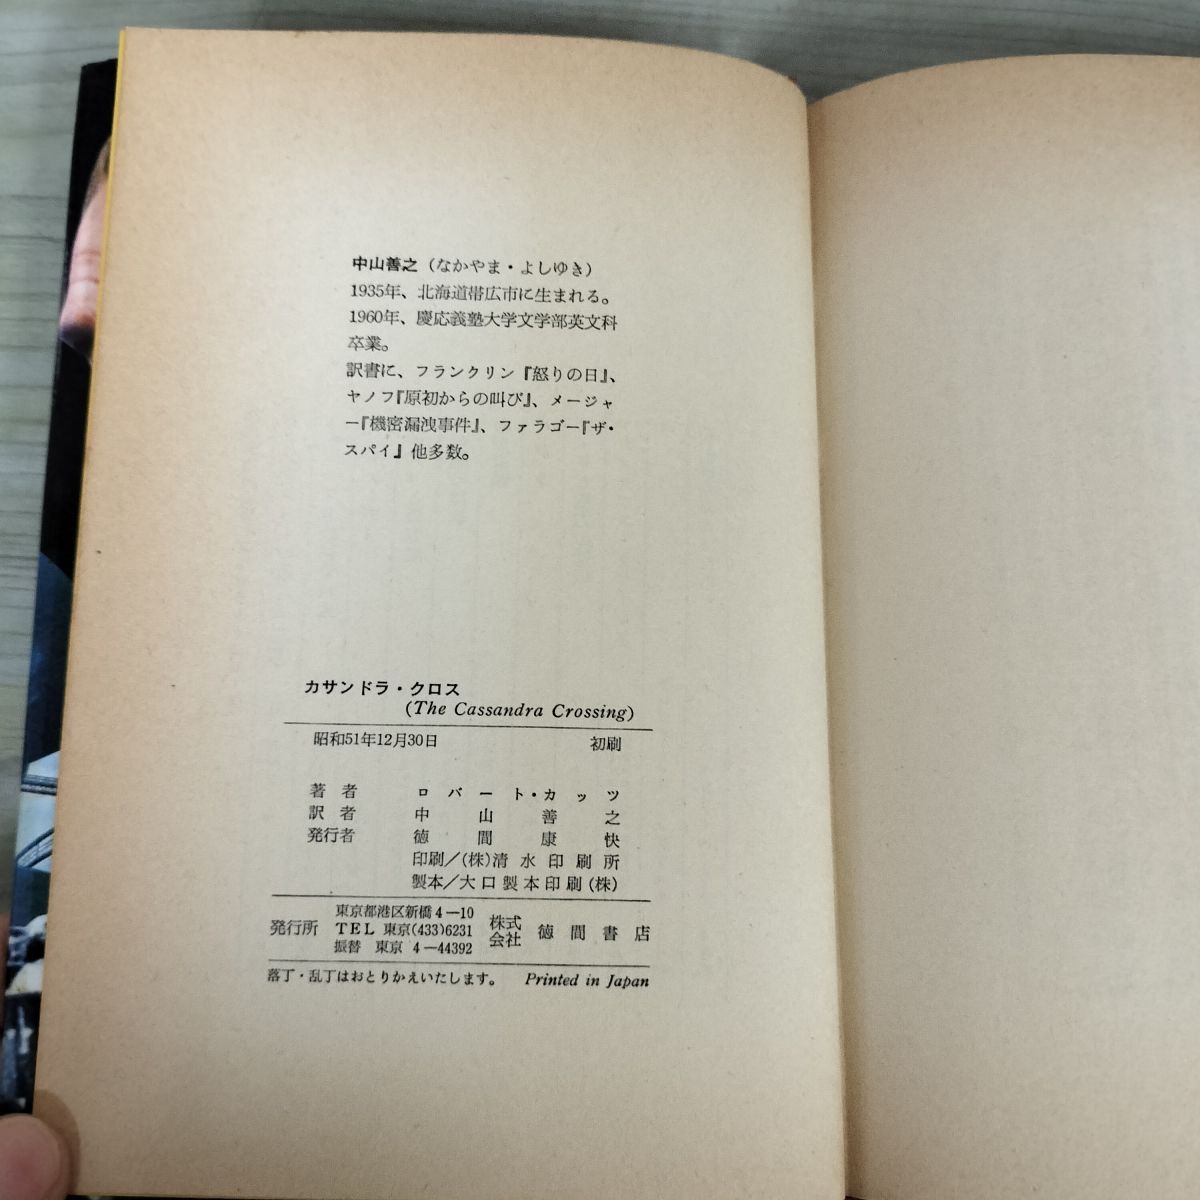 中山善之（なかやま・よしゆき）
1935年、北海道帯広市に生まれる。
1960年、慶応義塾大学文学部英文科
卒業。
訳書に、フランクリン『怒りの日』、
ヤノフ『原初からの叫び』、メージャ
ー『機密漏洩事件』、ファラゴー『ザ・
スパイ』他多数。
カサンドラ・クロス
(The Cassandra Crossing)
昭和51年12月30日 初刷
著者 ロバート・カッツ
訳者 中山善之
発行者 徳間康快
印刷／(株)清水印刷所
製本／大口製本印刷(株)
発行所 東京都港区新橋4―10
TEL 東京(433)6231
振替 東京 4―44392
株式会社 徳間書店
落丁・乱丁はおとりかえいたします。 Printed in Japan